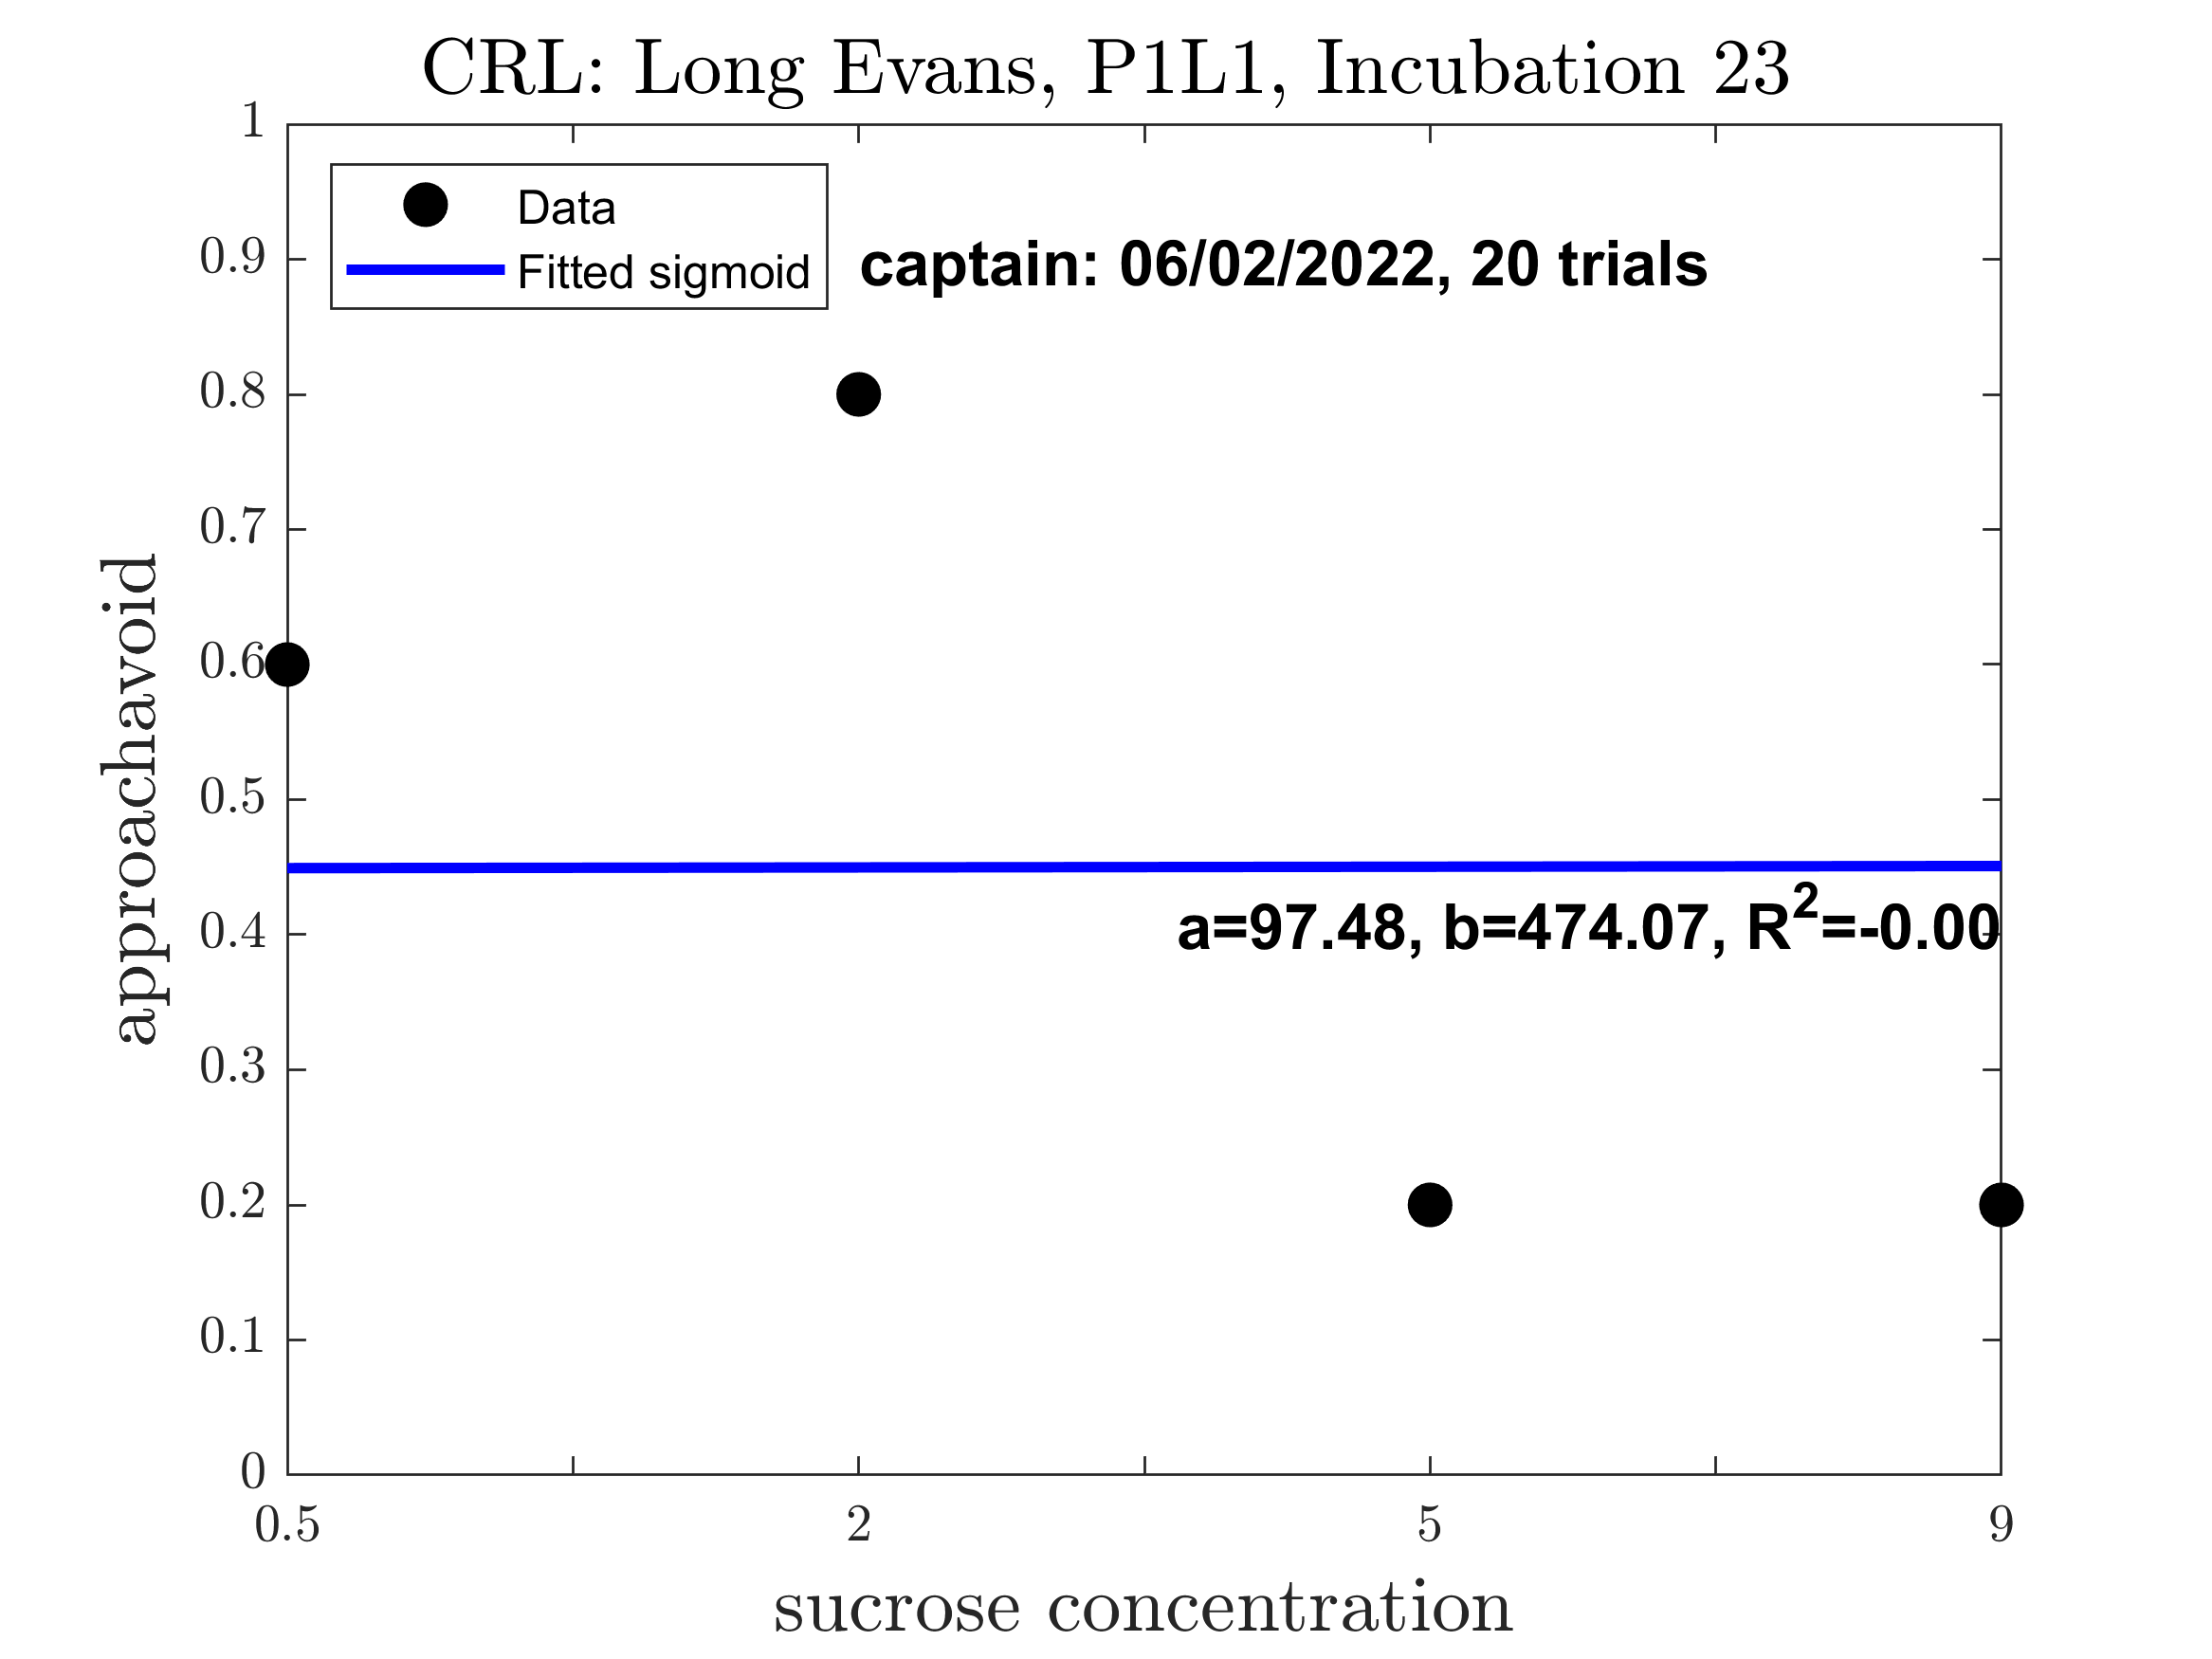 CRL: Long Evans, P1L1, Incubation 23
1
0.9
0.8
0.7
0.6
0.5
0.4
0.3
0.2
0.1
0
Data
Fitted sigmoid
captain: 06/02/2022, 20 trials
a=97.48, b=474.07, R²=-0.00
approachavoid
0.5 2 5 9
sucrose concentration